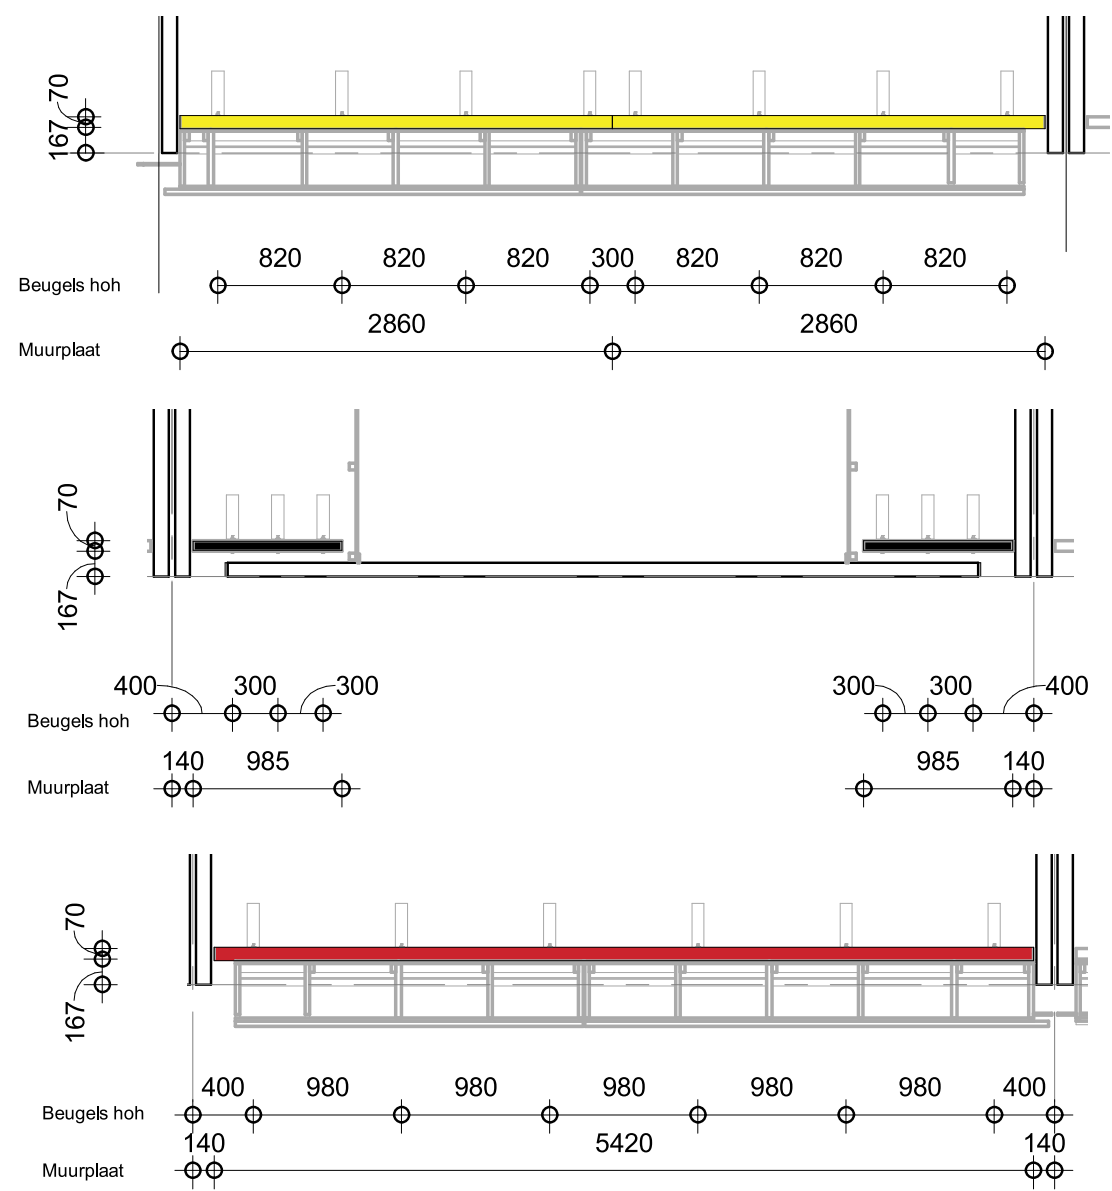 70
167
820 820 820 300 820 820 820
Beugels hoh
2860 2860
Muurplaat
70
167
400 300 300 300 300 400
Beugels hoh
140 985 985 140
Muurplaat
70
167
400 980 980 980 980 980 400
Beugels hoh
140 5420 140
Muurplaat